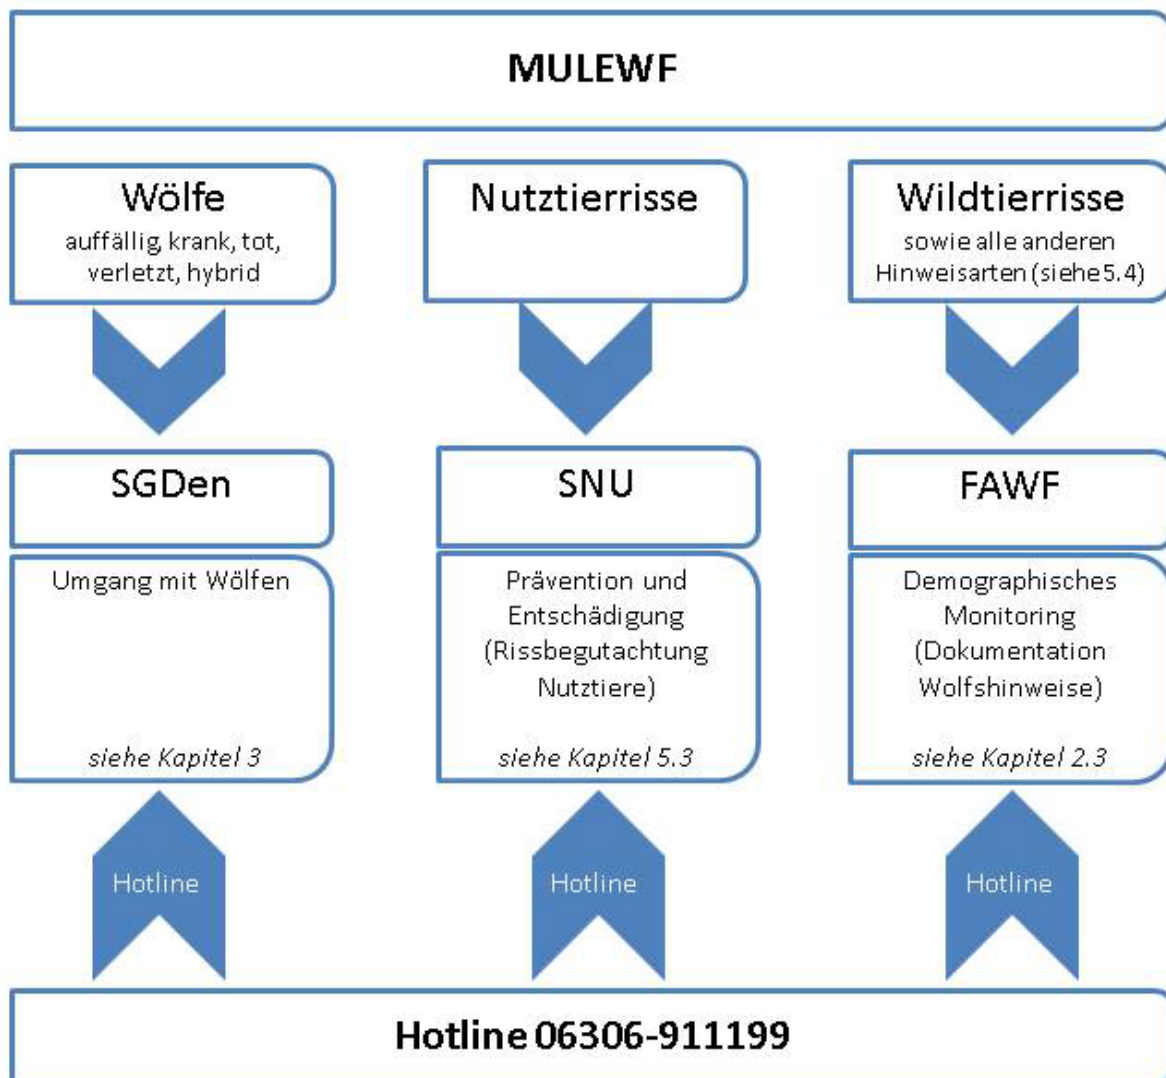 MULEWF
Wölfe
auffällig, krank, tot,
verletzt, hybrid
Nutztierrisse
Wildtierrisse
sowie alle anderen
Hinweisarten (siehe 5.4)
SGDen
Umgang mit Wölfen
siehe Kapitel 3
SNU
Prävention und
Entschädigung
(Rissbegutachtung
Nutztiere)
siehe Kapitel 5.3
FAWF
Demographisches
Monitoring
(Dokumentation
Wolfshinweise)
siehe Kapitel 2.3
Hotline
Hotline
Hotline
Hotline 06306-911199